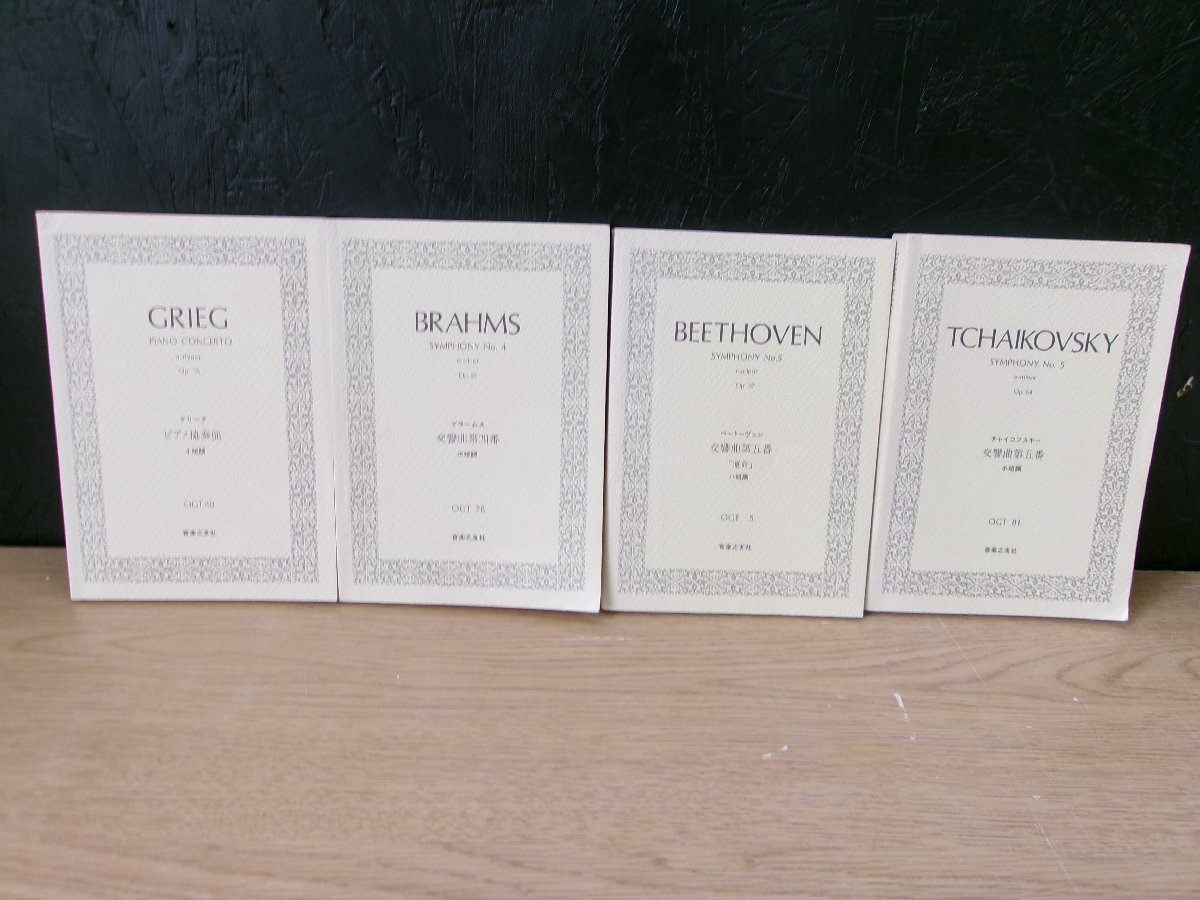 GRIEG
PIANO CONCERTO
a-minor
Op. 16
グリーグ
ピアノ協奏曲
イ短調
OGT 40
音楽之友社
BRAHMS
SYMPHONY No. 4
e-minor
ブラームス
交響曲第四番
ホ短調
OGT 76
音楽之友社
BEETHOVEN
SYMPHONY No.5
c-minor
Op. 67
ベートーヴェン
交響曲第五番
「運命」
ハ短調
OGT 5
音楽之友社
TCHAIKOVSKY
SYMPHONY No. 5
e-minor
Op. 64
チャイコフスキー
交響曲第五番
ホ短調
OGT 81
音楽之友社